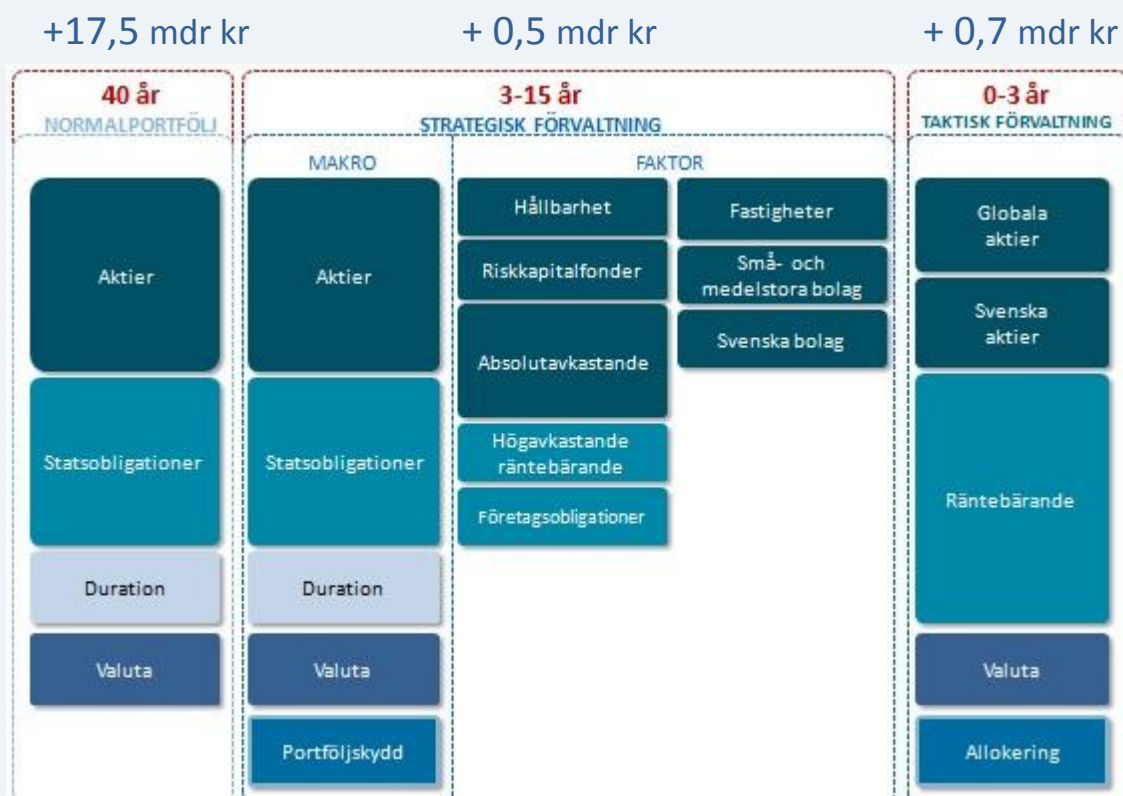 +17,5 mdr kr
+ 0,5 mdr kr
+ 0,7 mdr kr
40 år
NORMALPORTFÖLJ
Aktier
Statsobligationer
Duration
Valuta
3-15 år
STRATEGISK FÖRVALTNING
MAKRO
Aktier
Statsobligationer
Duration
Valuta
Portföljskydd
FAKTOR
Hållbarhet
Riskkapitalfonder
Absolutavkastande
Högavkastande
räntebärande
Företagsobligationer
Fastigheter
Små- och
medelstora bolag
Svenska bolag
0-3 år
TAKTISK FÖRVALTNING
Globala
aktier
Svenska
aktier
Räntebärande
Valuta
Allokering